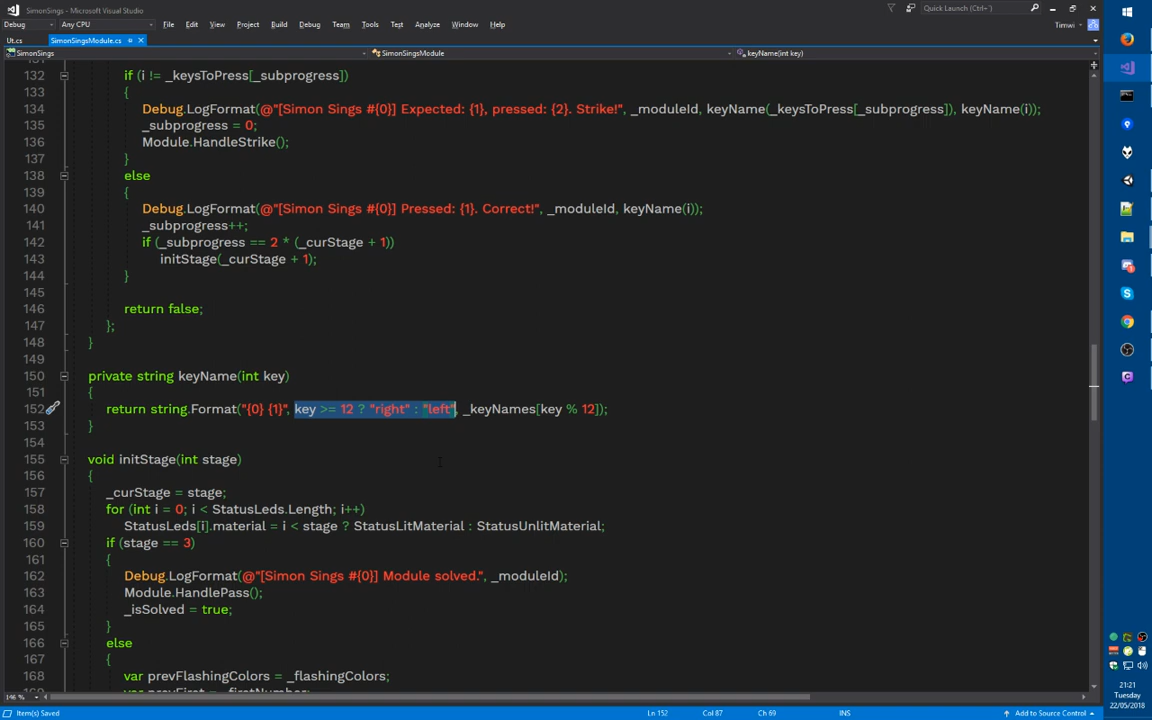 SimonSings - Microsoft Visual Studio
Quick Launch (Ctrl+')
File Edit View Project Build Debug Team Tools Test Analyze Window Help
Timwi
Debug Any CPU
Ut.cs SimonSingsModule.cs
SimonSings SimonSingsModule keyName(int key)
132 if (i != _keysToPress[_subprogress])
133 {
134 Debug.LogFormat(@"[Simon Sings #{0}] Expected: {1}, pressed: {2}. Strike!", _moduleId, keyName(_keysToPress[_subprogress]), keyName(i));
135 _subprogress = 0;
136 Module.HandleStrike();
137 }
138 else
139 {
140 Debug.LogFormat(@"[Simon Sings #{0}] Pressed: {1}. Correct!", _moduleId, keyName(i));
141 _subprogress++;
142 if (_subprogress == 2 * (_curStage + 1))
143 initStage(_curStage + 1);
144 }
145
146 return false;
147 };
148 }
149
150 private string keyName(int key)
151 {
152 return string.Format("{0} {1}", key >= 12 ? "right" : "left", _keyNames[key % 12]);
153 }
154
155 void initStage(int stage)
156 {
157 _curStage = stage;
158 for (int i = 0; i < StatusLeds.Length; i++)
159 StatusLeds[i].material = i < stage ? StatusLitMaterial : StatusUnlitMaterial;
160 if (stage == 3)
161 {
162 Debug.LogFormat(@"[Simon Sings #{0}] Module solved.", _moduleId);
163 Module.HandlePass();
164 _isSolved = true;
165 }
166 else
167 {
168 var prevFlashingColors = _flashingColors;
146 %
Item(s) Saved Ln 152 Col 87 Ch 69 INS Add to Source Control
21:21
Tuesday
22/05/2018